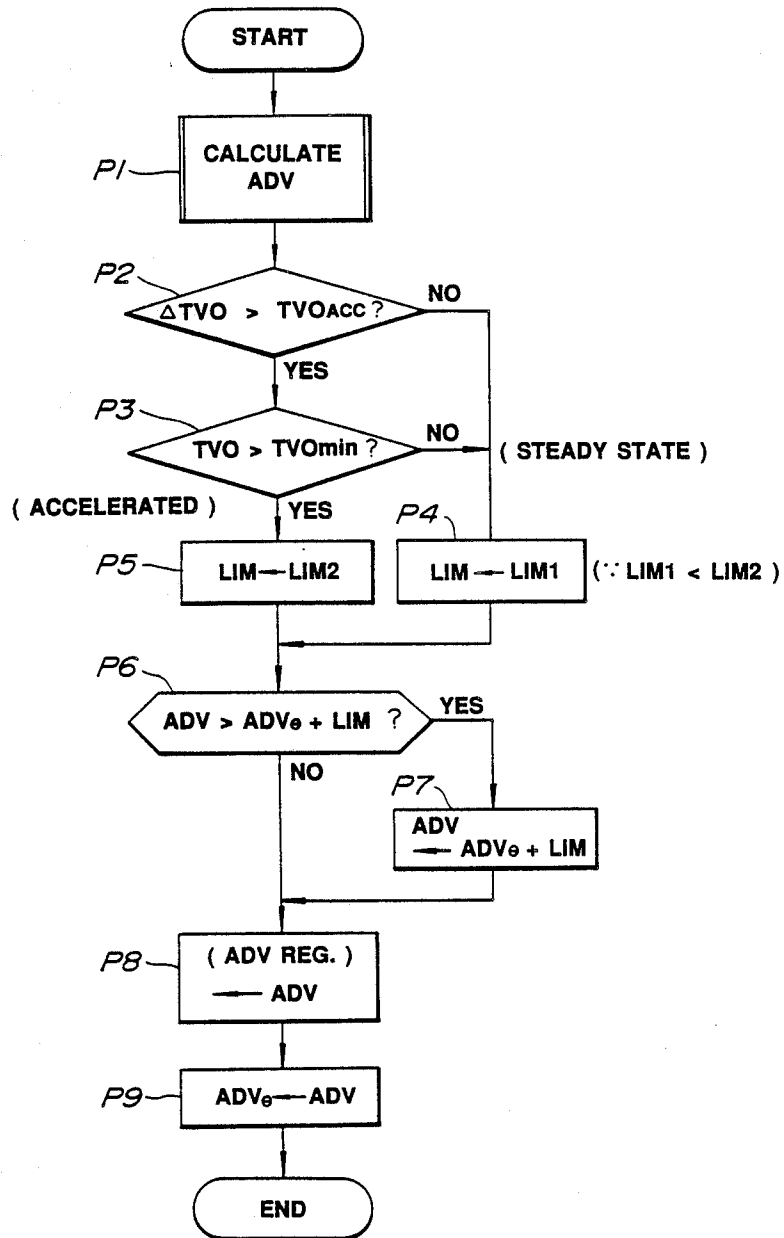 START
P1
CALCULATE
ADV
P2
△TVO > TVOACC ?
NO
YES
P3
TVO > TVOmin ?
NO
( STEADY STATE )
( ACCELERATED )
YES
P4
P5
LIM ← LIM2
LIM ← LIM1
(∵ LIM1 < LIM2 )
P6
ADV > ADVθ + LIM ?
YES
NO
P7
ADV
← ADVθ + LIM
P8
( ADV REG. )
← ADV
P9
ADVθ ← ADV
END